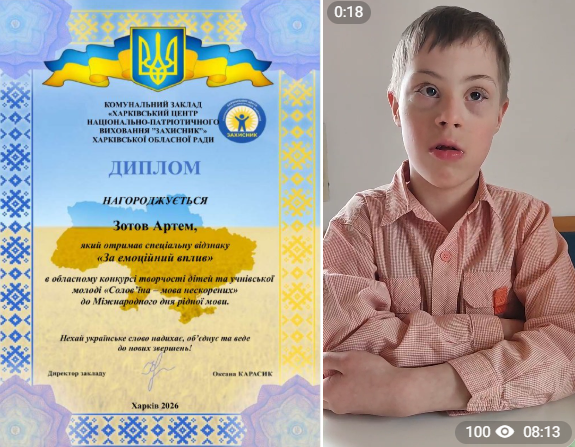 КОМУНАЛЬНИЙ ЗАКЛАД
«ХАРКІВСЬКИЙ ЦЕНТР
НАЦІОНАЛЬНО-ПАТРІОТИЧНОГО
ВИХОВАННЯ "ЗАХИСНИК"»
ХАРКІВСЬКОЇ ОБЛАСНОЇ РАДИ
ЗАХИСНИК
ДИПЛОМ
НАГОРОДЖУЄТЬСЯ
Зотов Артем,
який отримав спеціальну відзнаку
«За емоційний вплив»
в обласному конкурсі творчості дітей та учнівської
молоді «Солов’їна – мова нескорених»
до Міжнародного дня рідної мови.
Нехай українське слово надихає, об’єднує та веде
до нових звершень!
Директор закладу
Оксана КАРАСИК
Харків 2026
0:18
100 08:13